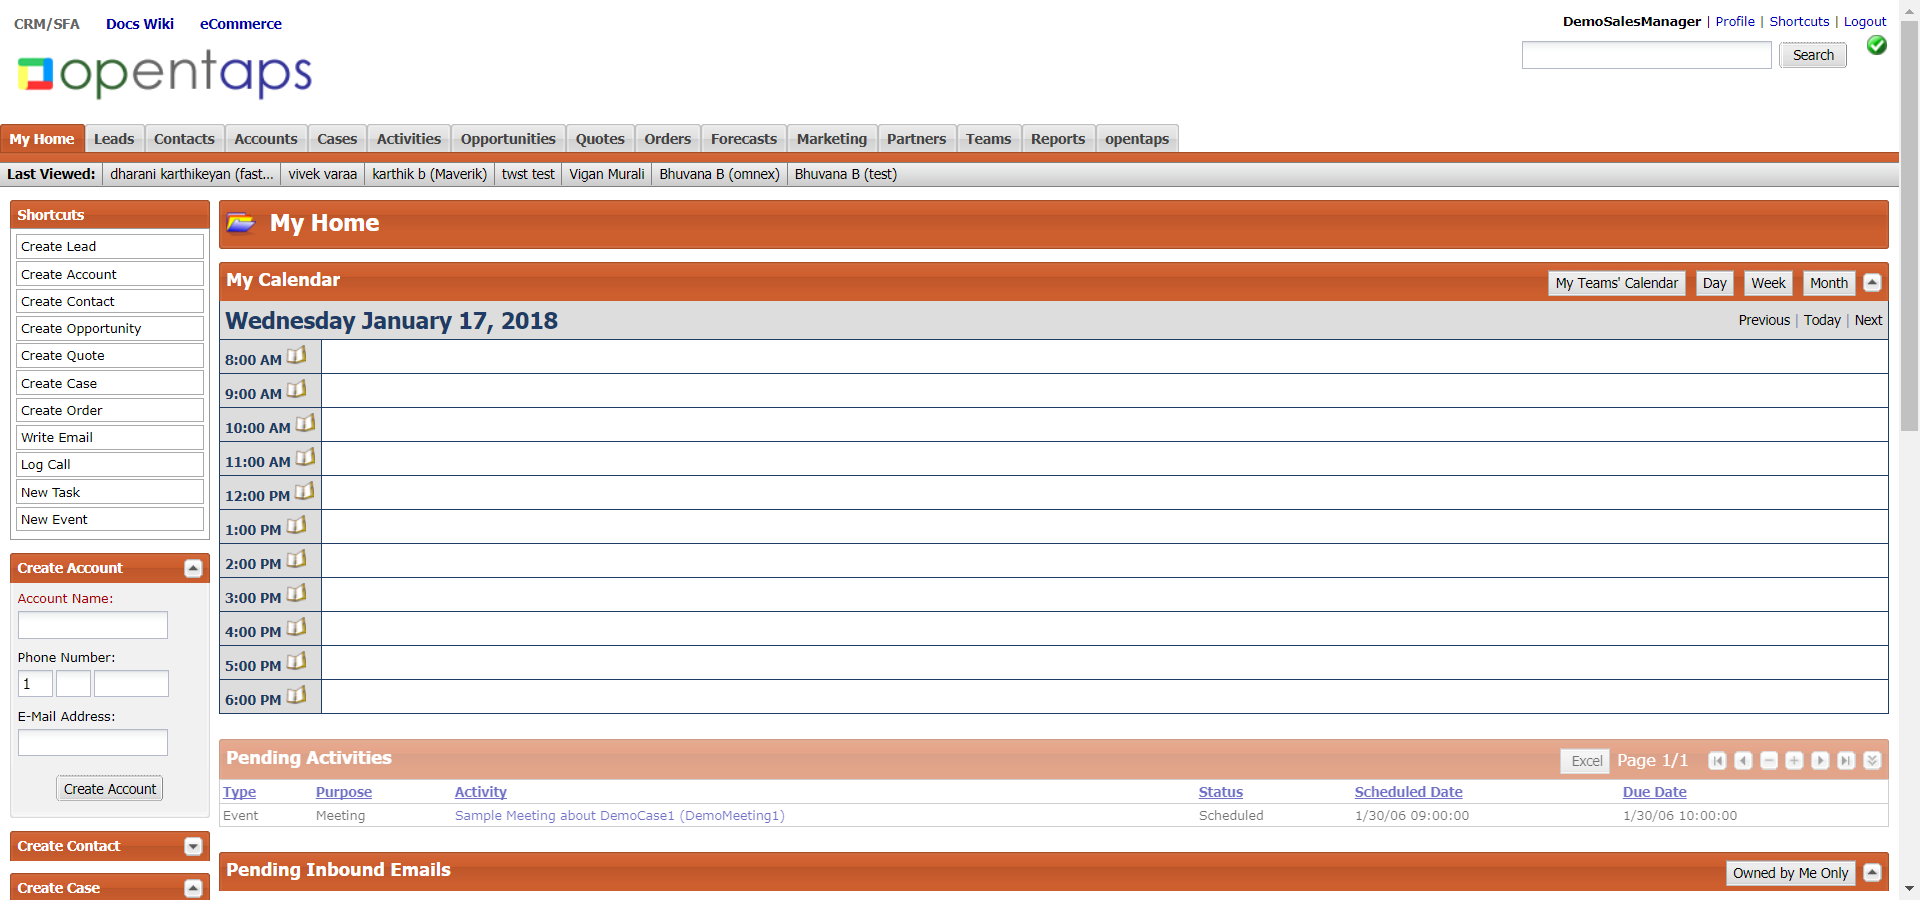 CRM/SFA Docs Wiki eCommerce
DemoSalesManager | Profile | Shortcuts | Logout
opentaps
Search
My Home Leads Contacts Accounts Cases Activities Opportunities Quotes Orders Forecasts Marketing Partners Teams Reports opentaps
Last Viewed: dharani karthikeyan (fast... vivek varaa karthik b (Maverik) twst test Vigan Murali Bhuvana B (omnex) Bhuvana B (test)
Shortcuts
Create Lead
Create Account
Create Contact
Create Opportunity
Create Quote
Create Case
Create Order
Write Email
Log Call
New Task
New Event
Create Account
Account Name:
Phone Number:
1
E-Mail Address:
Create Account
Create Contact
Create Case
My Home
My Calendar My Teams' Calendar Day Week Month
Wednesday January 17, 2018 Previous | Today | Next
8:00 AM
9:00 AM
10:00 AM
11:00 AM
12:00 PM
1:00 PM
2:00 PM
3:00 PM
4:00 PM
5:00 PM
6:00 PM
Pending Activities Excel Page 1/1
Type Purpose Activity Status Scheduled Date Due Date
Event Meeting Sample Meeting about DemoCase1 (DemoMeeting1) Scheduled 1/30/06 09:00:00 1/30/06 10:00:00
Pending Inbound Emails Owned by Me Only